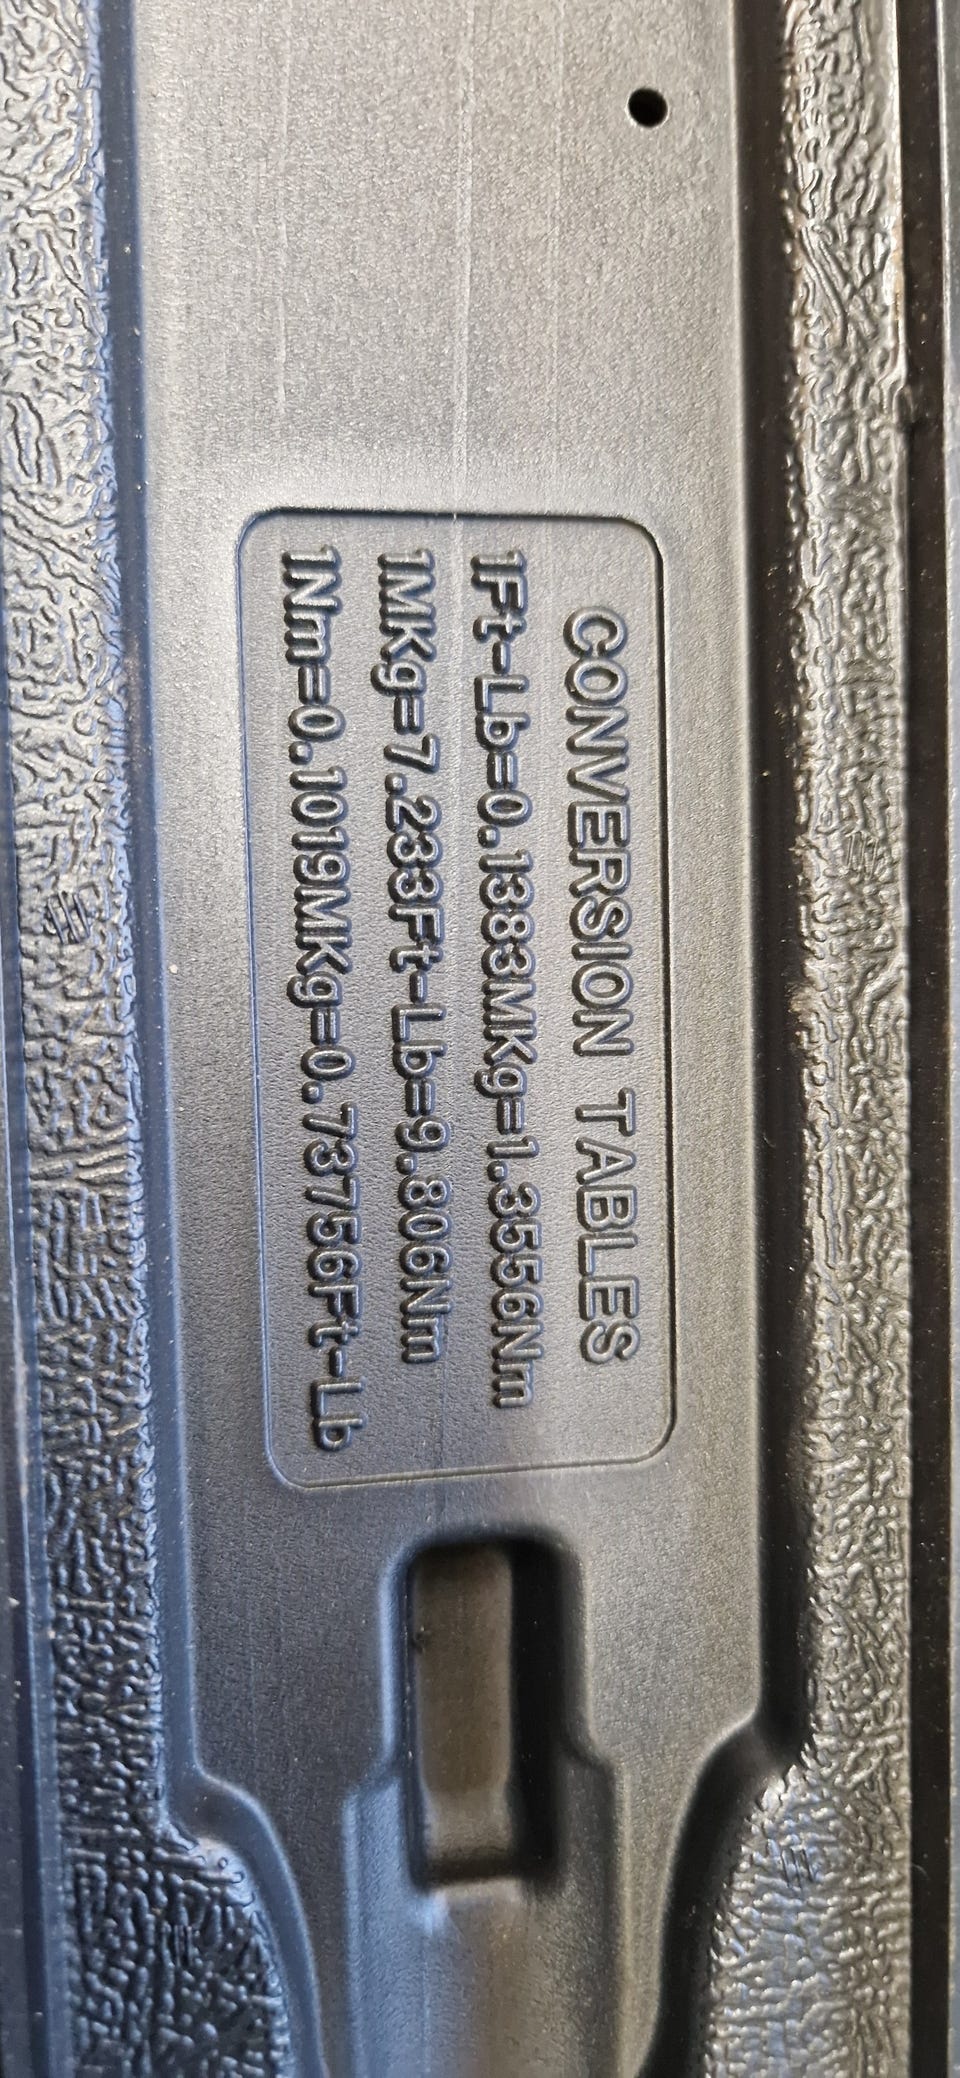 CONVERSION TABLES
1Ft-Lb=0.1383MKg=1.3556Nm
1MKg=7.233Ft-Lb=9.806Nm
1Nm=0.1019MKg=0.73756Ft-Lb